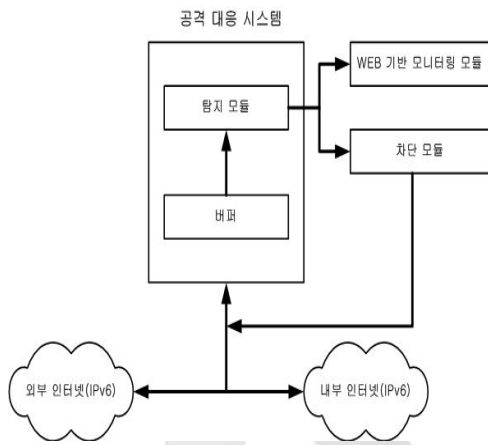 공격 대응 시스템
탐지 모듈
WEB 기반 모니터링 모듈
차단 모듈
버퍼
외부 인터넷(IPv6)
내부 인터넷(IPv6)